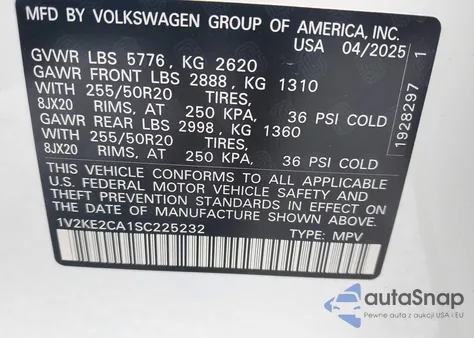 MFD BY VOLKSWAGEN GROUP OF AMERICA, INC.
USA 04/2025
GVWR LBS 5776, KG 2620
GAWR FRONT LBS 2888, KG 1310
WITH 255/50R20 TIRES,
8JX20 RIMS, AT 250 KPA, 36 PSI COLD
GAWR REAR LBS 2998, KG 1360
WITH 255/50R20 TIRES,
8JX20 RIMS, AT 250 KPA, 36 PSI COLD
THIS VEHICLE CONFORMS TO ALL APPLICABLE
U.S. FEDERAL MOTOR VEHICLE SAFETY AND
THEFT PREVENTION STANDARDS IN EFFECT ON
THE DATE OF MANUFACTURE SHOWN ABOVE.
1V2KE2CA1SC225232 TYPE: MPV
1928297 1
autoSnap
Pewne auta z aukcji USA i EU